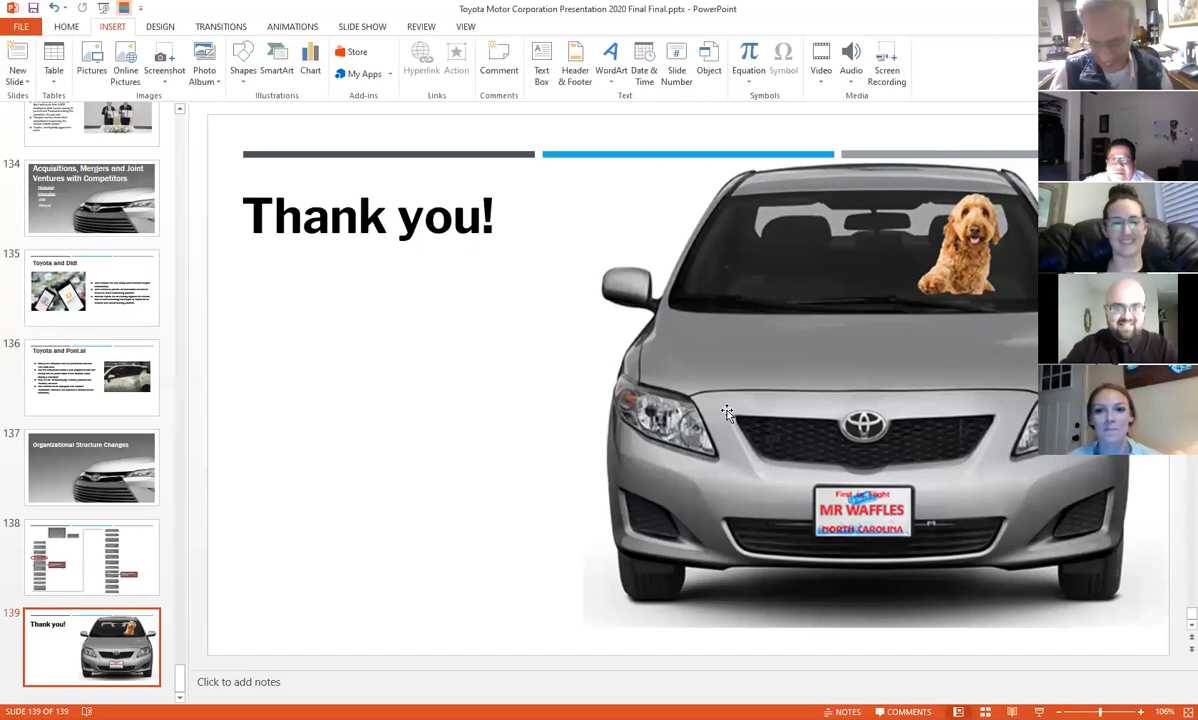 Toyota Motor Corporation Presentation 2020 Final Final.pptx - PowerPoint
FILE HOME INSERT DESIGN TRANSITIONS ANIMATIONS SLIDE SHOW REVIEW VIEW
New Slide
Table
Pictures
Online Pictures
Screenshot
Photo Album
Shapes
SmartArt
Chart
Store
My Apps
Hyperlink
Action
Comment
Text Box
Header & Footer
WordArt
Date & Time
Slide Number
Object
Equation
Symbol
Video
Audio
Screen Recording
Slides Tables Images Illustrations Add-ins Links Comments Text Symbols Media
134
Acquisitions, Mergers and Joint
Ventures with Competitors
135
Toyota and Didi
136
Toyota and Poni.ai
137
Organizational Structure Changes
138
139
Thank you!
Thank you!
First in Flight
MR WAFFLES
NORTH CAROLINA
Click to add notes
SLIDE 139 OF 139
NOTES
COMMENTS
106%